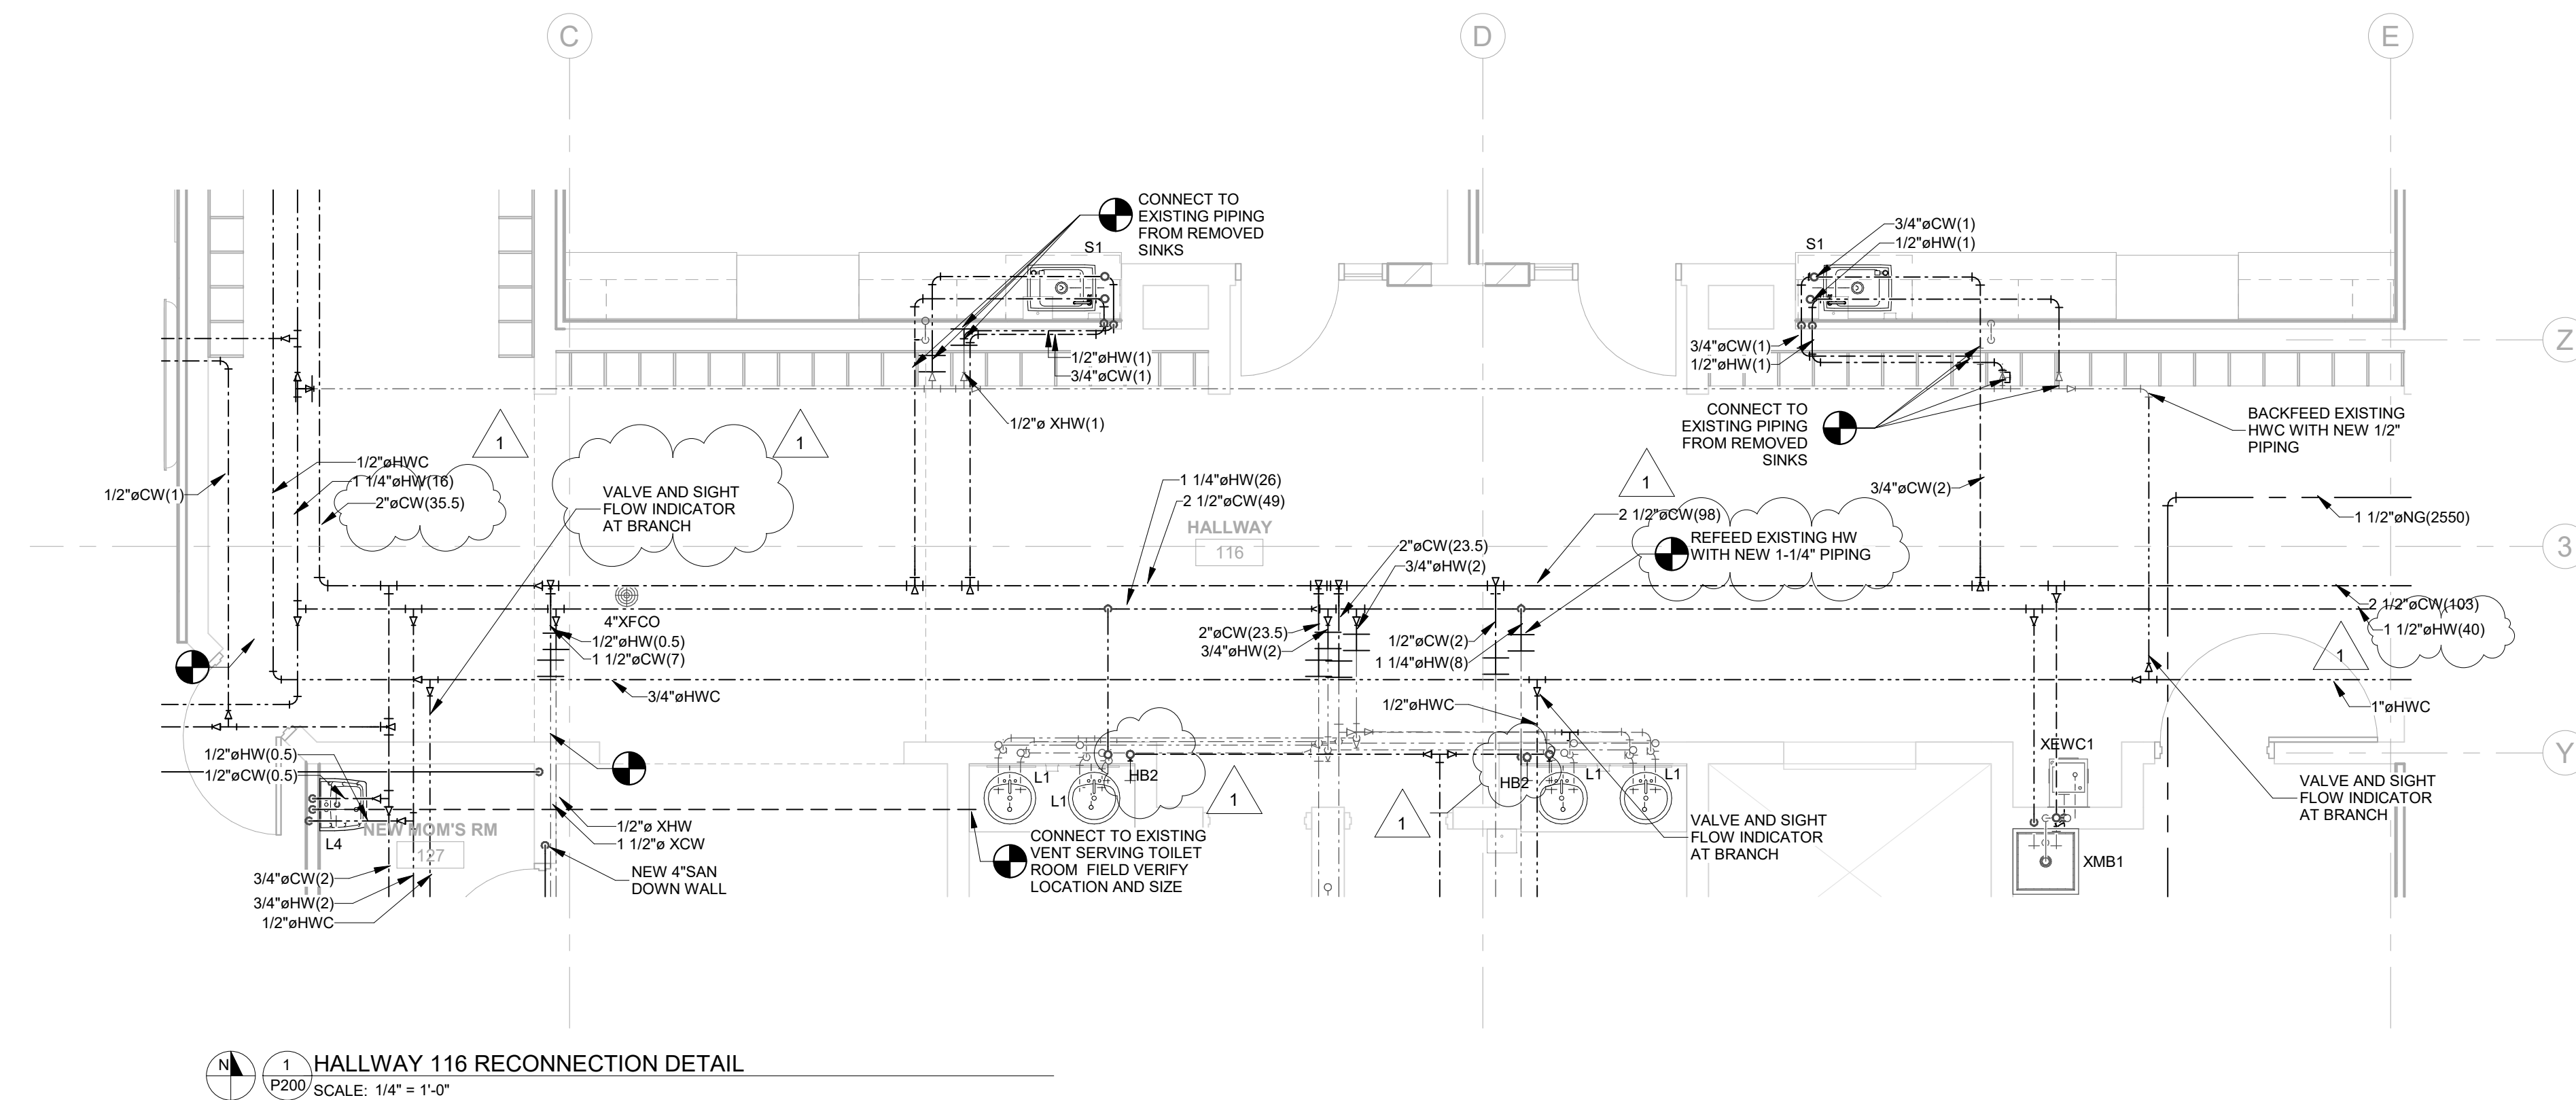 C
D
E
CONNECT TO
EXISTING PIPING
FROM REMOVED
SINKS
S1
3/4"øCW(1)
1/2"øHW(1)
S1
Z
1/2"øHW(1)
3/4"øCW(1)
3/4"øCW(1)
1/2"øHW(1)
1/2"ø XHW(1)
CONNECT TO
EXISTING PIPING
FROM REMOVED
SINKS
BACKFEED EXISTING
HWC WITH NEW 1/2"
PIPING
1
1
1/2"øHWC
1 1/4"øHW(16)
2"øCW(35.5)
1/2"øCW(1)
VALVE AND SIGHT
FLOW INDICATOR
AT BRANCH
1 1/4"øHW(26)
2 1/2"øCW(49)
HALLWAY
116
1
3/4"øCW(2)
2 1/2"øCW(98)
REFEED EXISTING HW
WITH NEW 1-1/4" PIPING
1 1/2"øNG(2550)
3
2"øCW(23.5)
3/4"øHW(2)
4"XFCO
1/2"øHW(0.5)
1 1/2"øCW(7)
2"øCW(23.5)
3/4"øHW(2)
1/2"øCW(2)
1 1/4"øHW(8)
2 1/2"øCW(103)
1 1/2"øHW(40)
1
3/4"øHWC
1/2"øHWC
1"øHWC
1/2"øHW(0.5)
1/2"øCW(0.5)
L4
NEW MOM'S RM
127
L1
L1
HB2
1
HB2
L1
L1
1
XEWC1
Y
VALVE AND SIGHT
FLOW INDICATOR
AT BRANCH
1/2"ø XHW
1 1/2"ø XCW
CONNECT TO EXISTING
VENT SERVING TOILET
ROOM  FIELD VERIFY
LOCATION AND SIZE
VALVE AND SIGHT
FLOW INDICATOR
AT BRANCH
XMB1
NEW 4"SAN
DOWN WALL
3/4"øCW(2)
3/4"øHW(2)
1/2"øHWC
N
1
P200
HALLWAY 116 RECONNECTION DETAIL
SCALE: 1/4" = 1'-0"